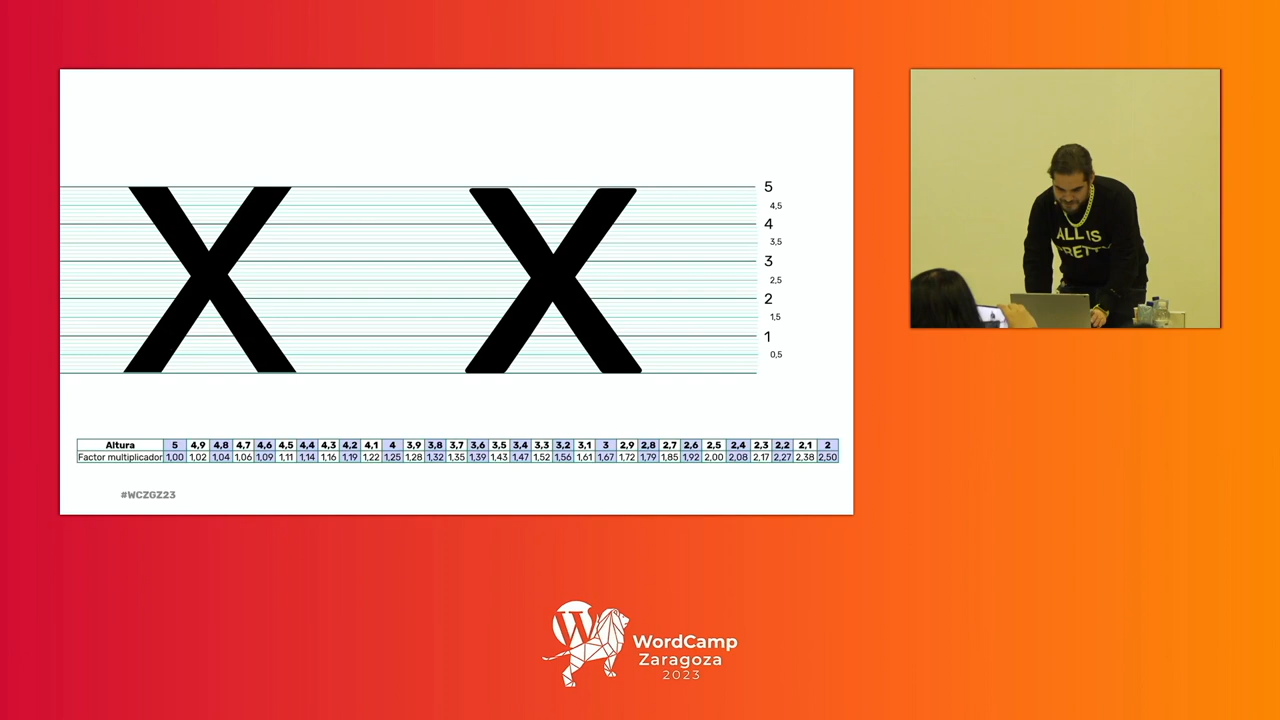 X X
5
4,5
4
3,5
3
2,5
2
1,5
1
0,5
Altura 5 4,9 4,8 4,7 4,6 4,5 4,4 4,3 4,2 4,1 4 3,9 3,8 3,7 3,6 3,5 3,4 3,3 3,2 3,1 3 2,9 2,8 2,7 2,6 2,5 2,4 2,3 2,2 2,1 2
Factor multiplicador 1,00 1,02 1,04 1,06 1,09 1,11 1,14 1,16 1,19 1,22 1,25 1,28 1,32 1,35 1,39 1,43 1,47 1,52 1,56 1,61 1,67 1,72 1,79 1,85 1,92 2,00 2,08 2,17 2,27 2,38 2,50
#WCZGZ23
ALL IS
PRETTY
W
WordCamp
Zaragoza
2023